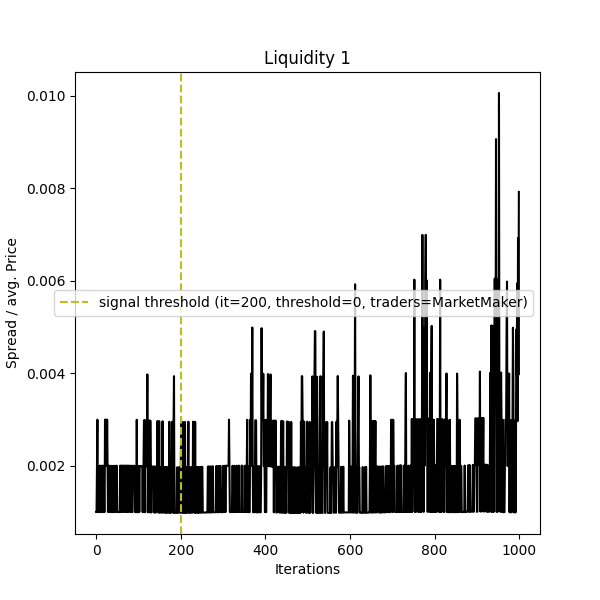 Liquidity 1
0.010
0.008
0.006
0.004
0.002
Spread / avg. Price
signal threshold (it=200, threshold=0, traders=MarketMaker)
0 200 400 600 800 1000
Iterations